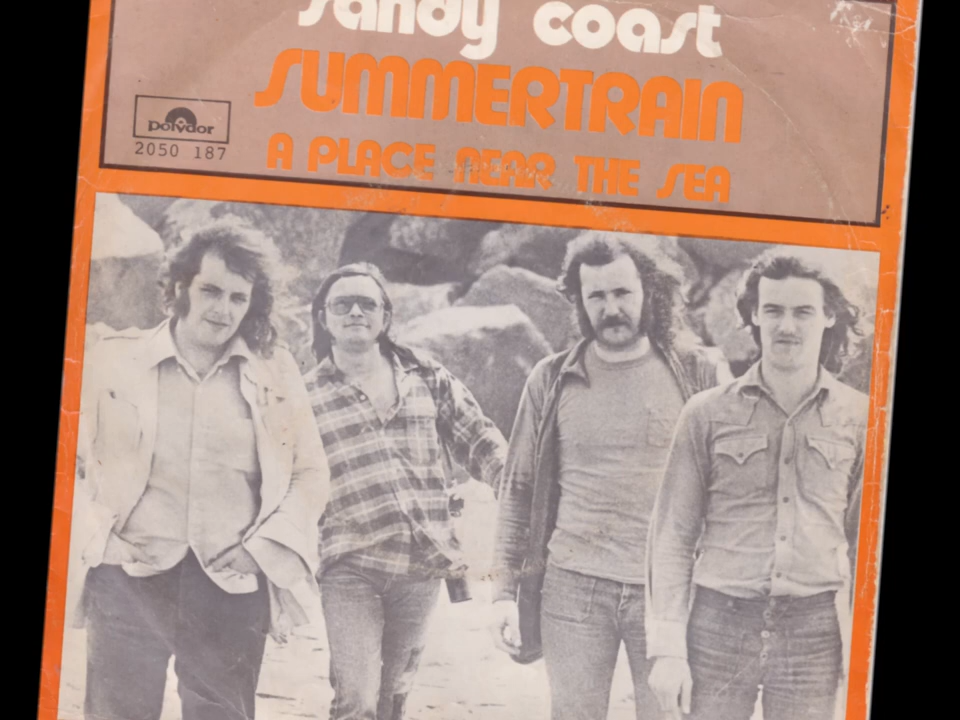 sandy coast
SUMMERTRAIN
polydor
2050 187
A PLACE NEAR THE SEA